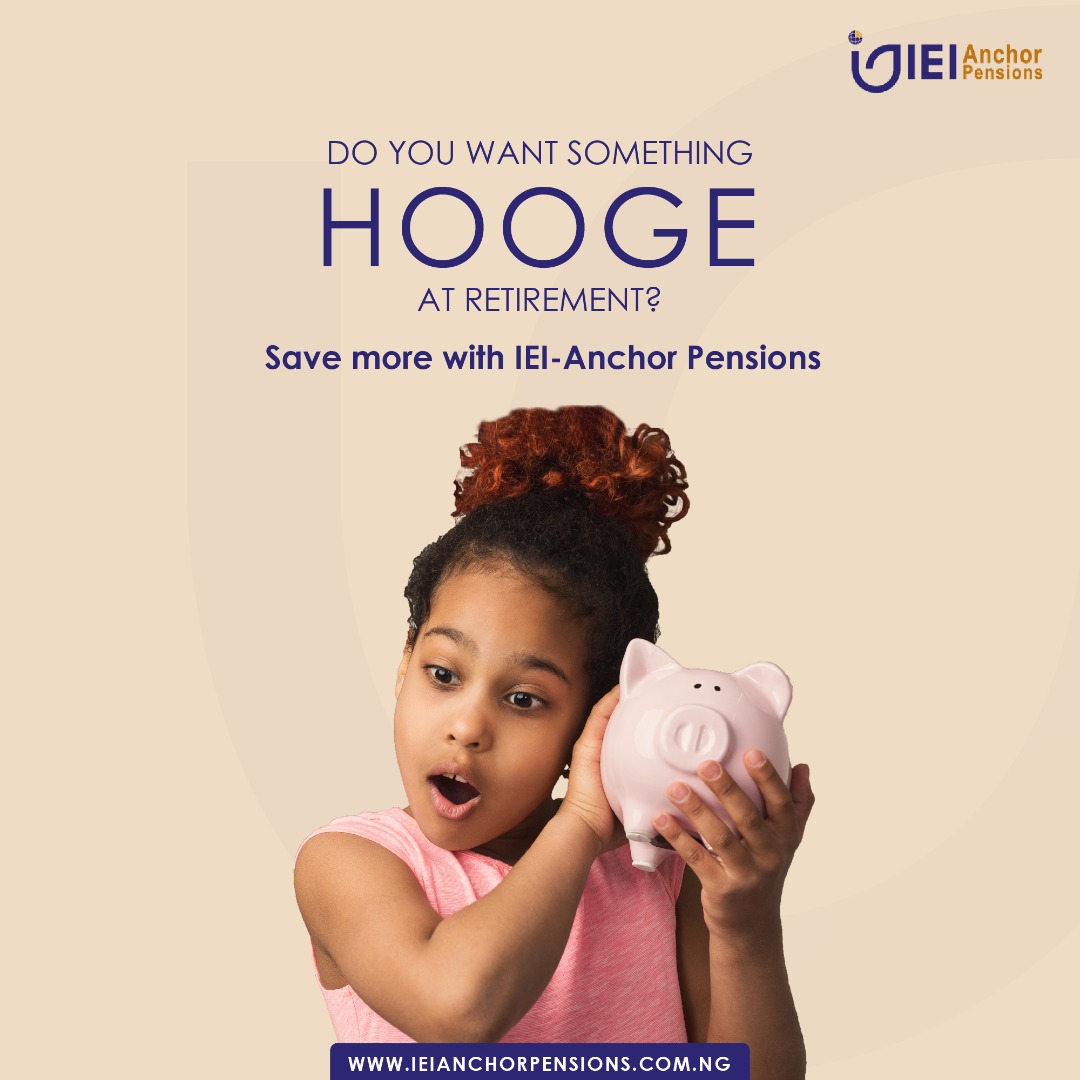 IEI Anchor
Pensions
DO YOU WANT SOMETHING
HOOGE
AT RETIREMENT?
Save more with IEI-Anchor Pensions
WWW.IEIANCHORPENSIONS.COM.NG